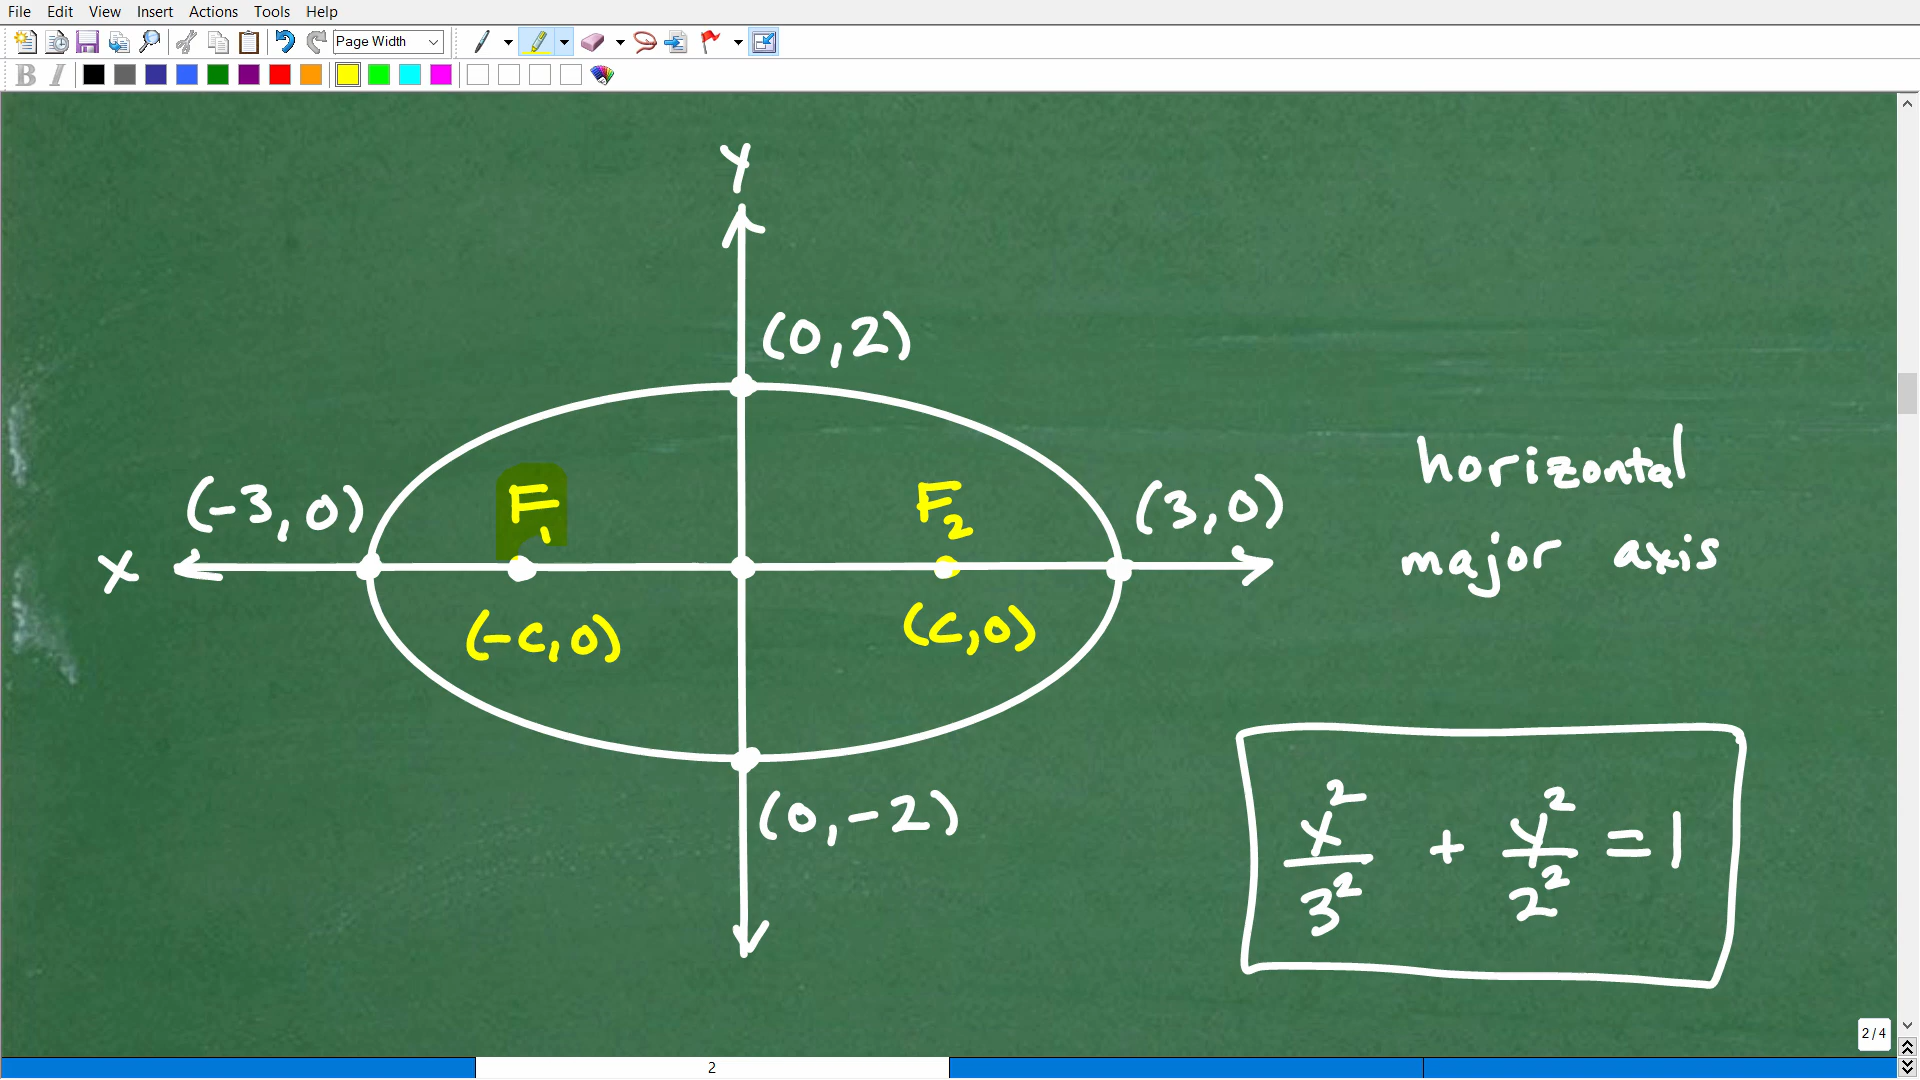 File Edit View Insert Actions Tools Help
Page Width
B I
Y
(0,2)
(-3,0) F₁ F₂ (3,0)
X
(-c,0) (c,0)
(0,-2)
horizontal
major axis
x²/3² + y²/2² = 1
2 / 4
2